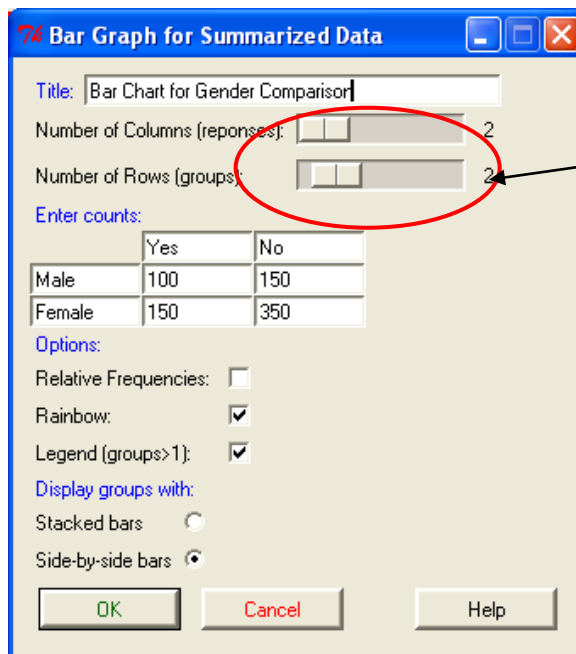 Bar Graph for Summarized Data
Title: Bar Chart for Gender Comparison
Number of Columns (reponses): 2
Number of Rows (groups): 2
Enter counts:
Yes No
Male 100 150
Female 150 350
Options:
Relative Frequencies:
Rainbow:
Legend (groups>1):
Display groups with:
Stacked bars
Side-by-side bars
OK Cancel Help